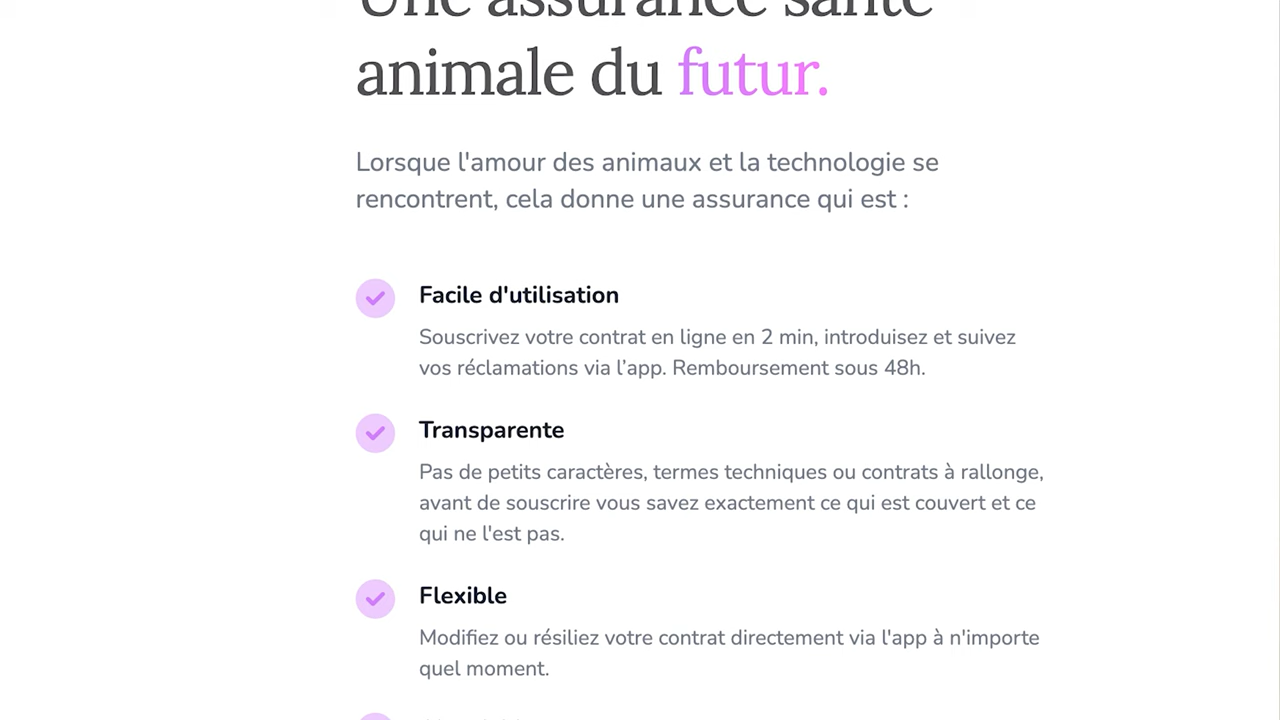 Une assurance santé
animale du futur.
Lorsque l'amour des animaux et la technologie se
rencontrent, cela donne une assurance qui est :
Facile d'utilisation
Souscrivez votre contrat en ligne en 2 min, introduisez et suivez
vos réclamations via l’app. Remboursement sous 48h.
Transparente
Pas de petits caractères, termes techniques ou contrats à rallonge,
avant de souscrire vous savez exactement ce qui est couvert et ce
qui ne l'est pas.
Flexible
Modifiez ou résiliez votre contrat directement via l'app à n'importe
quel moment.